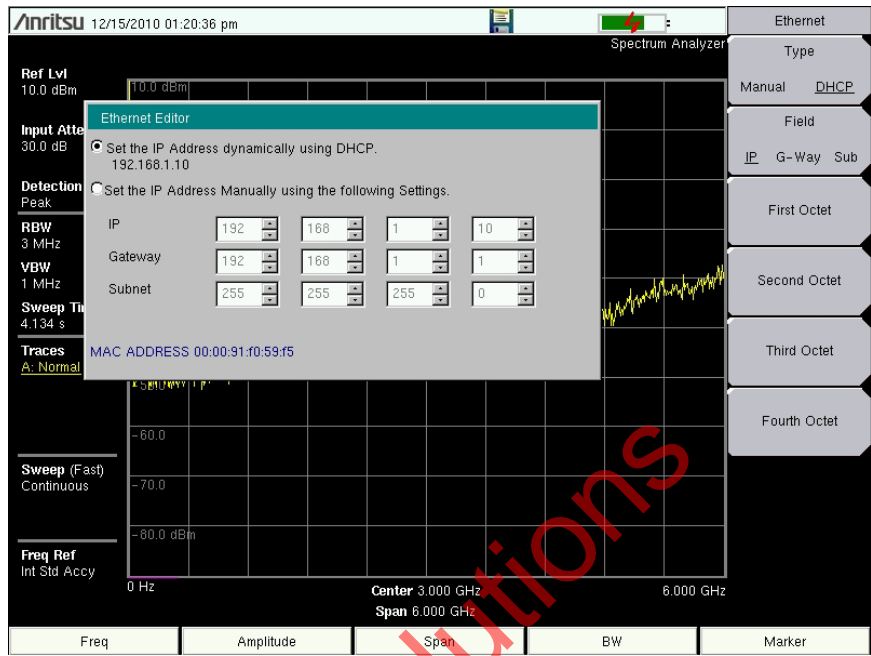 Anritsu 12/15/2010 01:20:36 pm
Spectrum Analyzer
Ref Lvl
10.0 dBm
Input Atte
30.0 dB
Detection
Peak
RBW
3 MHz
VBW
1 MHz
Sweep Ti
4.134 s
Traces
A: Normal
Sweep (Fast)
Continuous
Freq Ref
Int Std Accy
10.0 dBm
Ethernet Editor
Set the IP Address dynamically using DHCP.
192.168.1.10
Set the IP Address Manually using the following Settings.
IP 192 168 1 10
Gateway 192 168 1 1
Subnet 255 255 255 0
MAC ADDRESS 00:00:91:f0:59:f5
-60.0
-70.0
-80.0 dBm
0 Hz
Center 3.000 GHz
6.000 GHz
Span 6.000 GHz
Ethernet
Type
Manual DHCP
Field
IP G-Way Sub
First Octet
Second Octet
Third Octet
Fourth Octet
Freq
Amplitude
Span
BW
Marker